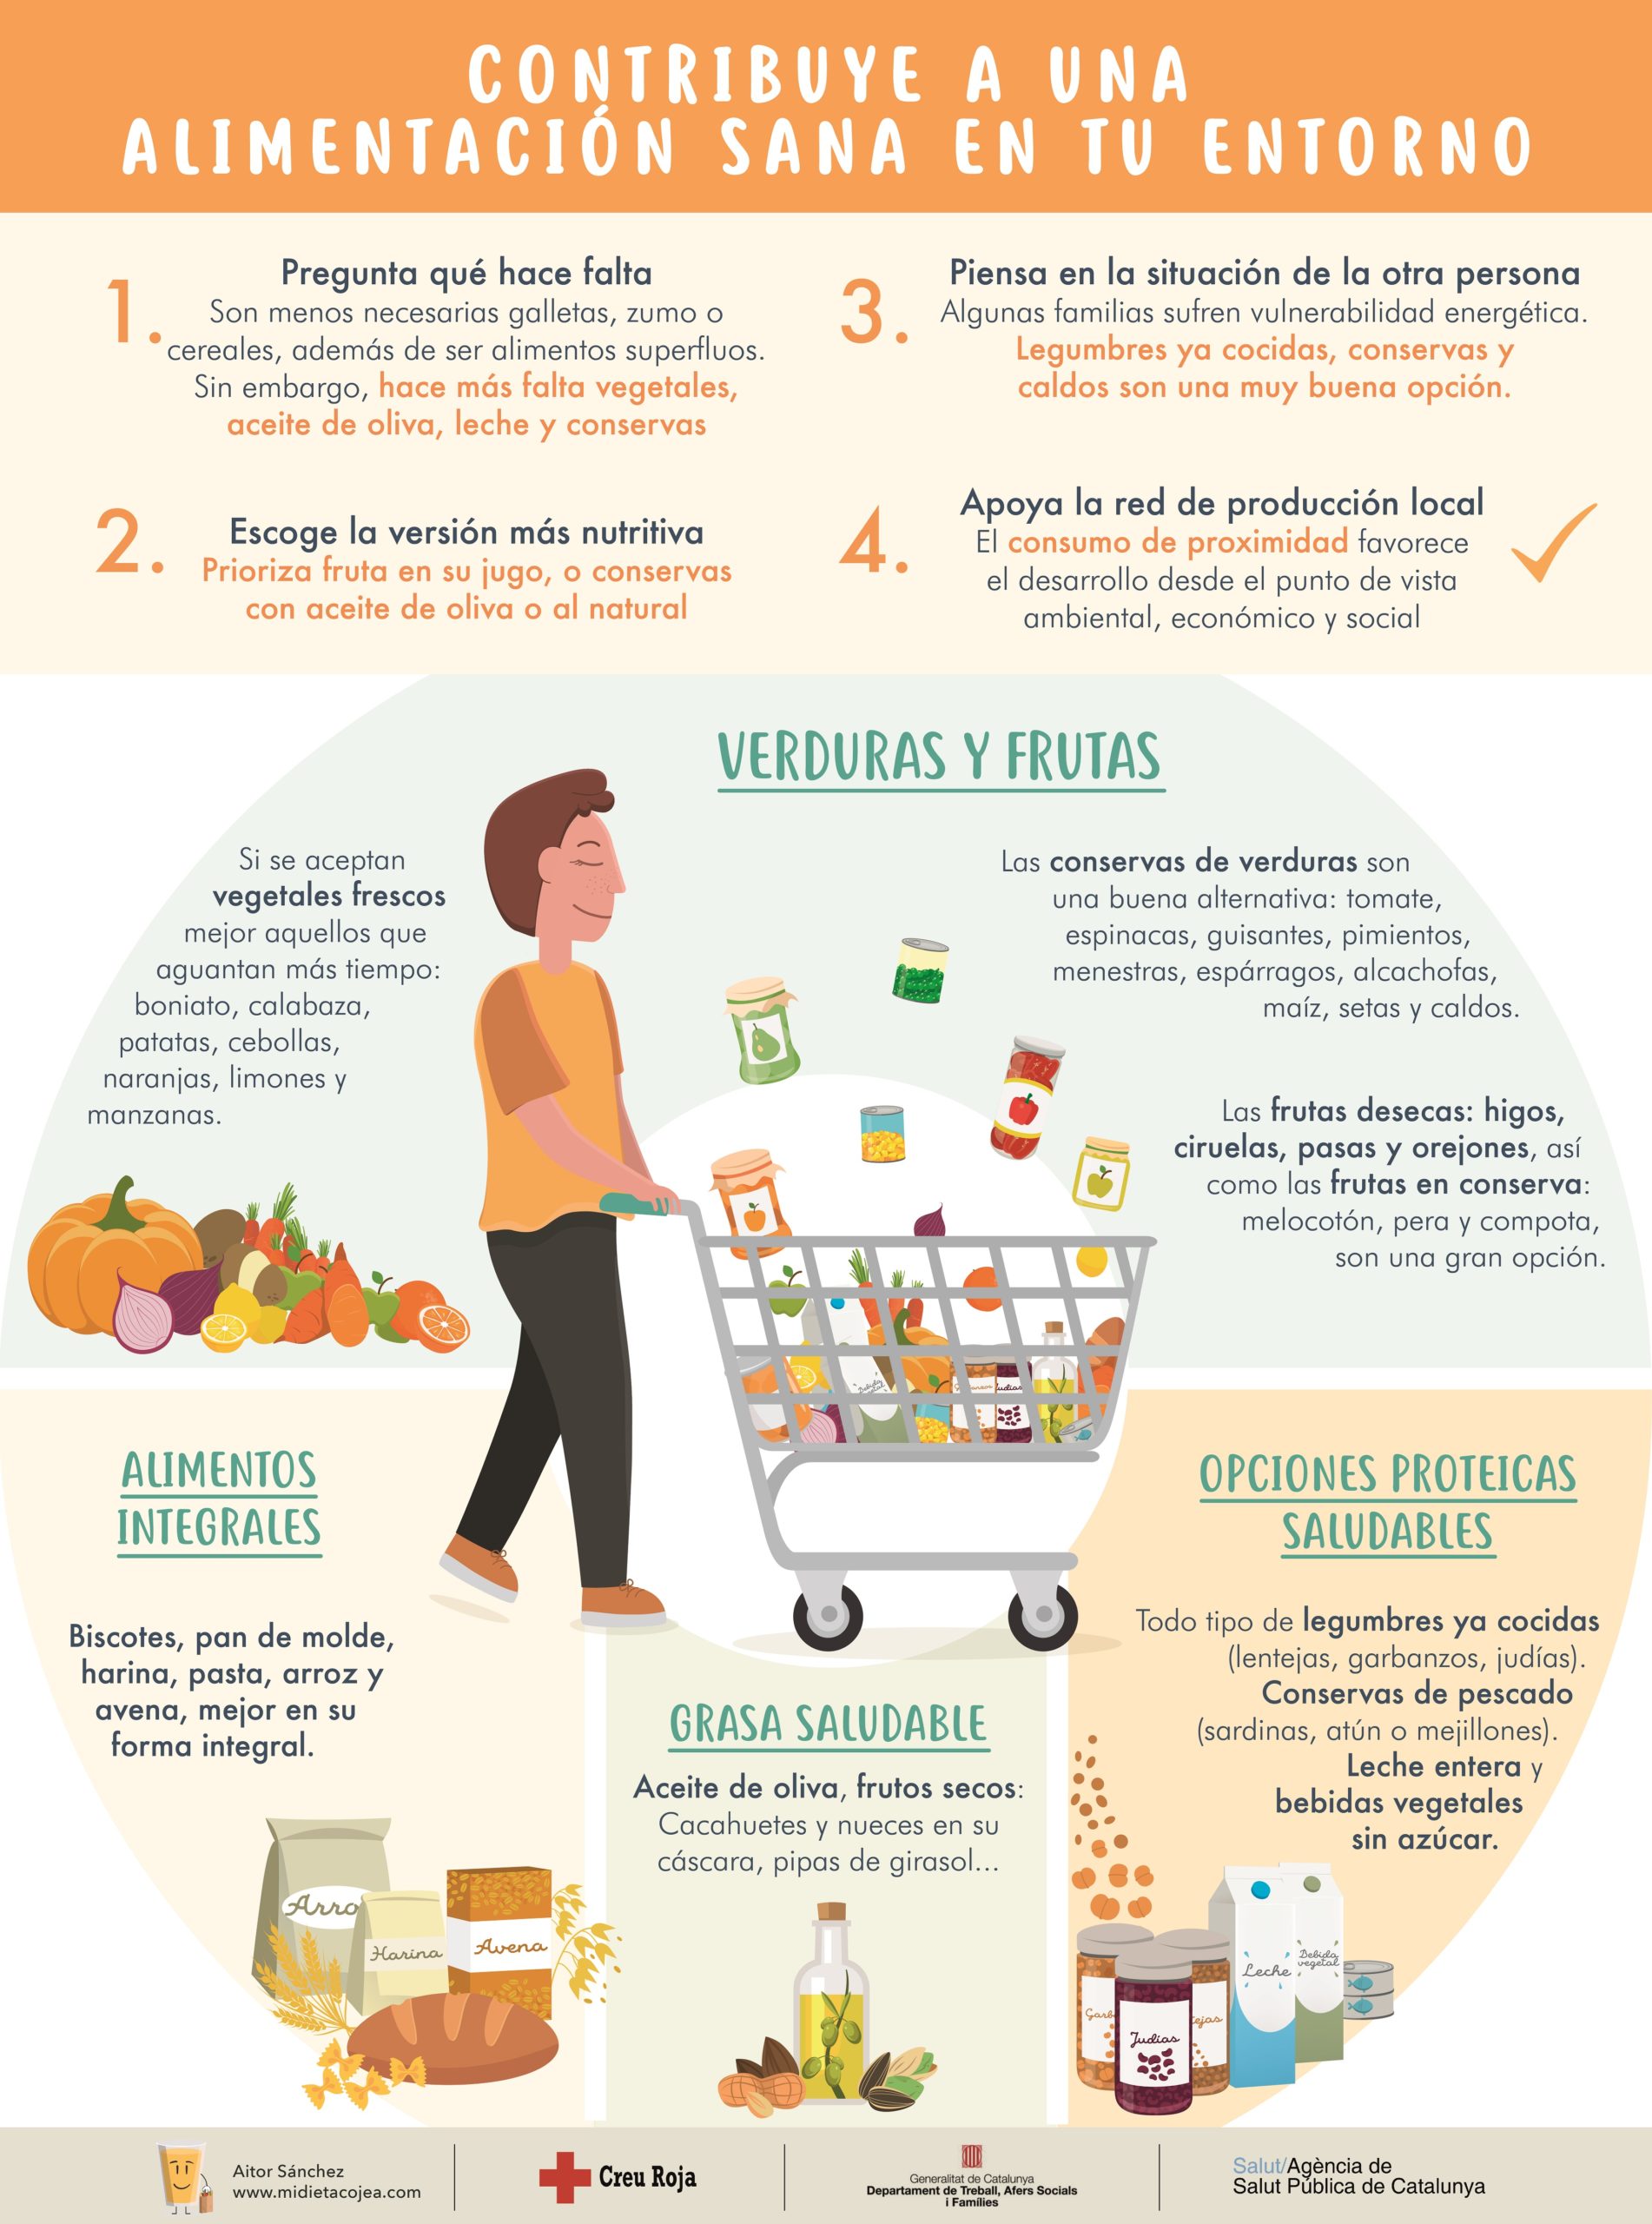 CONTRIBUYE A UNA
ALIMENTACIÓN SANA EN TU ENTORNO
1.
Pregunta qué hace falta
Son menos necesarias galletas, zumo o
cereales, además de ser alimentos superfluos.
Sin embargo, hace más falta vegetales,
aceite de oliva, leche y conservas
2.
Escoge la versión más nutritiva
Prioriza fruta en su jugo, o conservas
con aceite de oliva o al natural
3.
Piensa en la situación de la otra persona
Algunas familias sufren vulnerabilidad energética.
Legumbres ya cocidas, conservas y
caldos son una muy buena opción.
4.
Apoya la red de producción local
El consumo de proximidad favorece
el desarrollo desde el punto de vista
ambiental, económico y social
VERDURAS Y FRUTAS
Si se aceptan
vegetales frescos
mejor aquellos que
aguantan más tiempo:
boniato, calabaza,
patatas, cebollas,
naranjas, limones y
manzanas.
Las conservas de verduras son
una buena alternativa: tomate,
espinacas, guisantes, pimientos,
menestras, espárragos, alcachofas,
maíz, setas y caldos.
Las frutas desecas: higos,
ciruelas, pasas y orejones, así
como las frutas en conserva:
melocotón, pera y compota,
son una gran opción.
Bebida
vegetal
ALIMENTOS
INTEGRALES
Biscotes, pan de molde,
harina, pasta, arroz y
avena, mejor en su
forma integral.
Arro
Harina
Avena
GRASA SALUDABLE
Aceite de oliva, frutos secos:
Cacahuetes y nueces en su
cáscara, pipas de girasol...
OPCIONES PROTEICAS
SALUDABLES
Todo tipo de legumbres ya cocidas
(lentejas, garbanzos, judías).
Conservas de pescado
(sardinas, atún o mejillones).
Leche entera y
bebidas vegetales
sin azúcar.
Garb
Judías
ejas
Leche
Bebida
vegetal
Aitor Sánchez
www.midietacojea.com
Creu Roja
Generalitat de Catalunya
Departament de Treball, Afers Socials
i Famílies
Salut/Agència de
Salut Pública de Catalunya